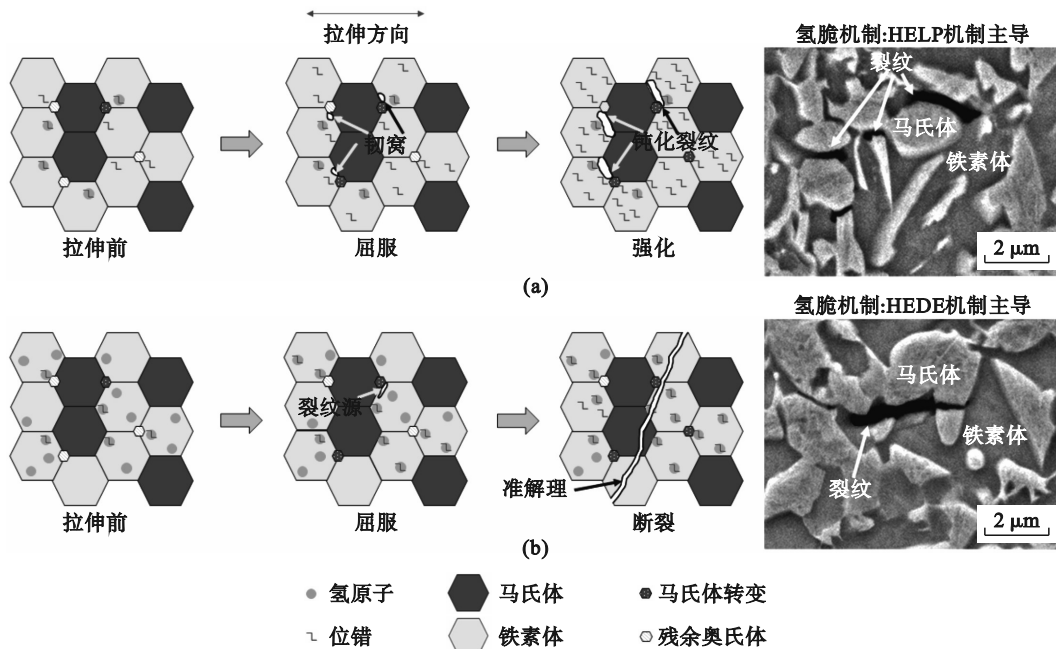 拉伸方向
氢脆机制:HELP机制主导
裂纹
马氏体
铁素体
韧窝
钝化裂纹
2 μm
拉伸前
屈服
强化
(a)
氢脆机制:HEDE机制主导
马氏体
裂纹源
铁素体
准解理
裂纹
2 μm
拉伸前
屈服
断裂
(b)
氢原子
马氏体
马氏体转变
位错
铁素体
残余奥氏体